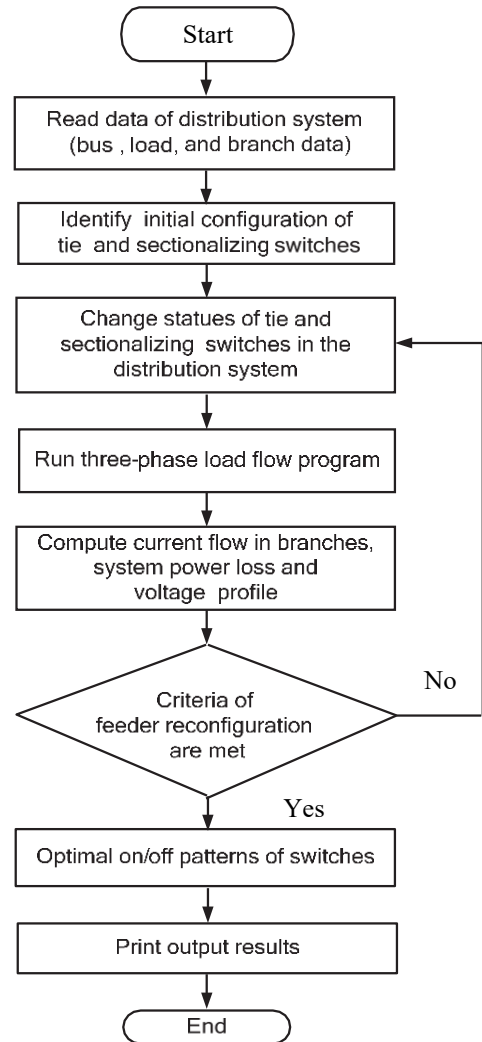 Start
Read data of distribution system
(bus , load, and branch data)
Identify initial configuration of
tie and sectionalizing switches
Change statues of tie and
sectionalizing switches in the
distribution system
Run three-phase load flow program
Compute current flow in branches,
system power loss and
voltage profile
Criteria of
feeder reconfiguration
are met
No
Yes
Optimal on/off patterns of switches
Print output results
End